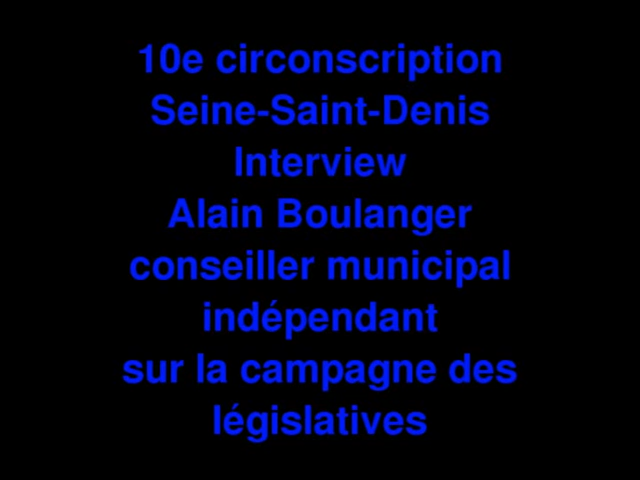 10e circonscription
Seine-Saint-Denis
Interview
Alain Boulanger
conseiller municipal
indépendant
sur la campagne des
législatives